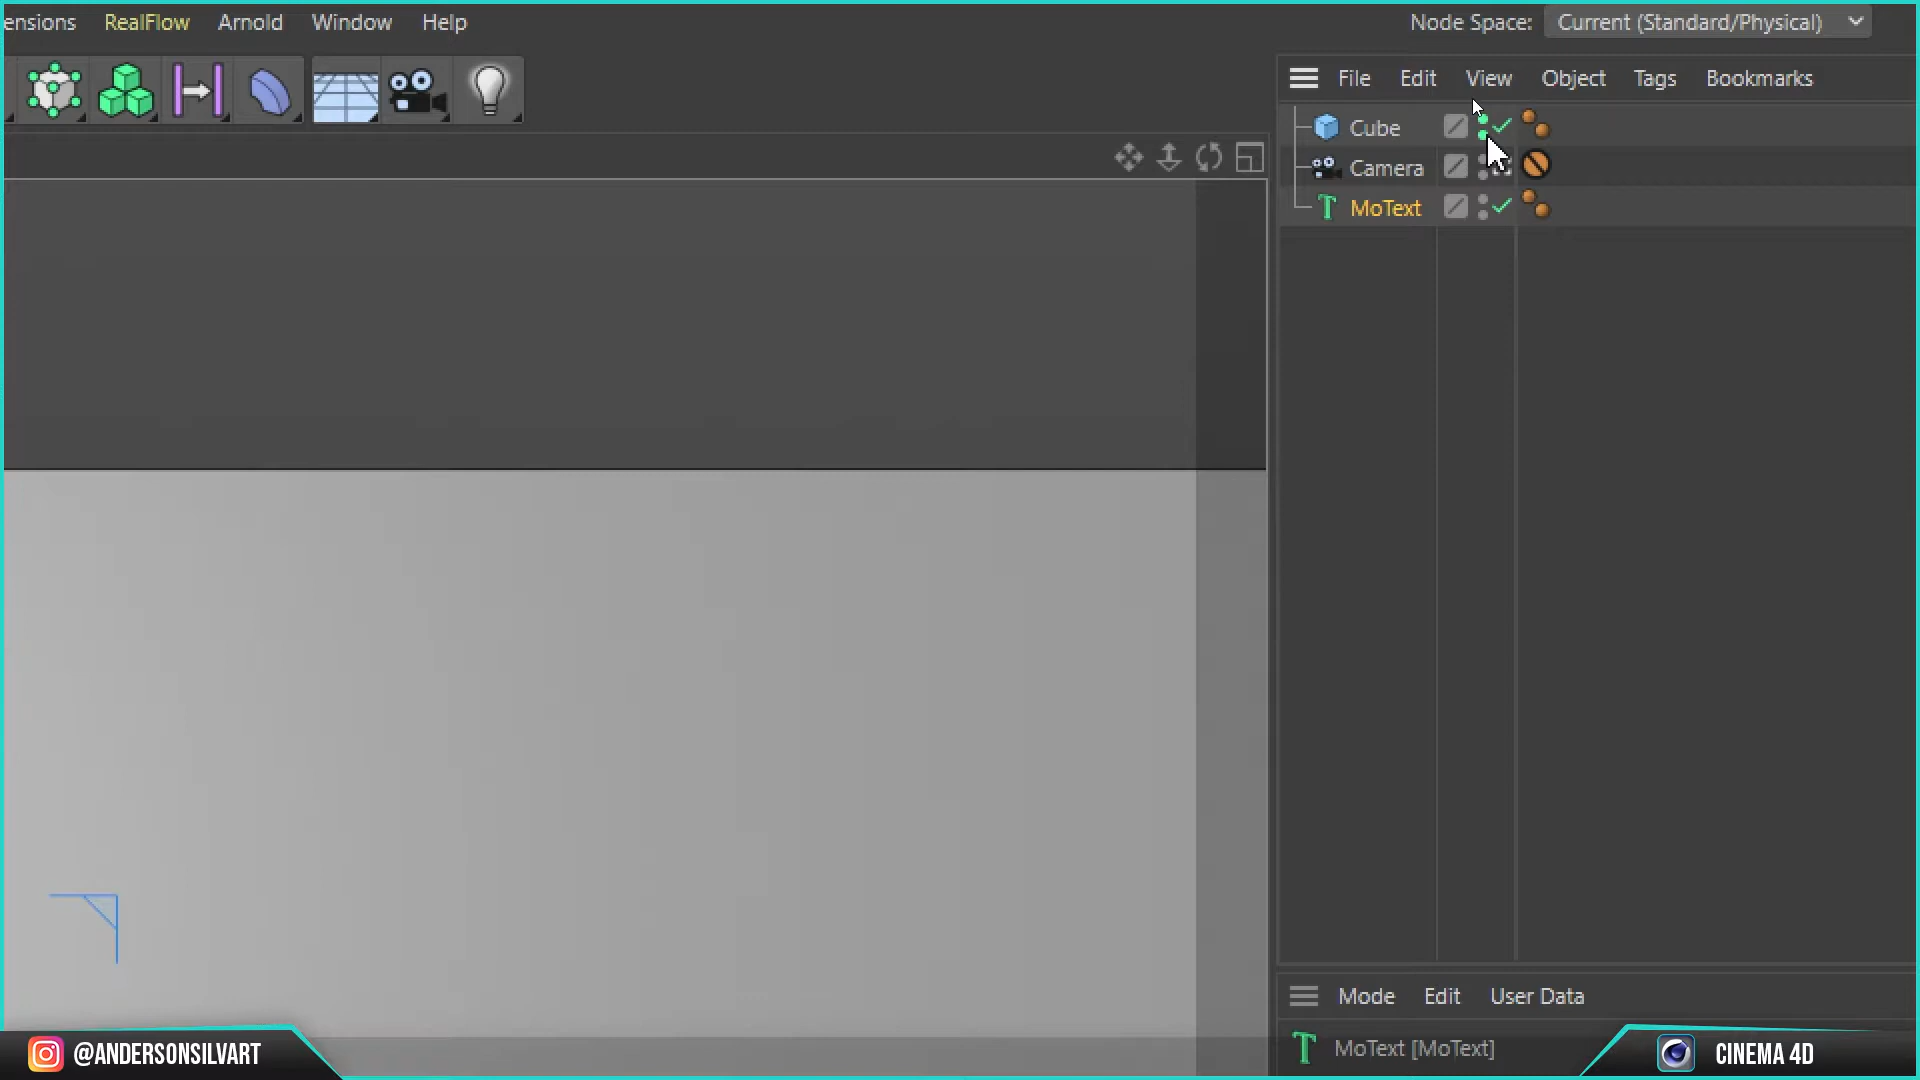 ensions RealFlow Arnold Window Help
Node Space: Current (Standard/Physical)
File Edit View Object Tags Bookmarks
Cube
Camera
MoText
Mode Edit User Data
MoText [MoText]
@ANDERSONSILVART
CINEMA 4D